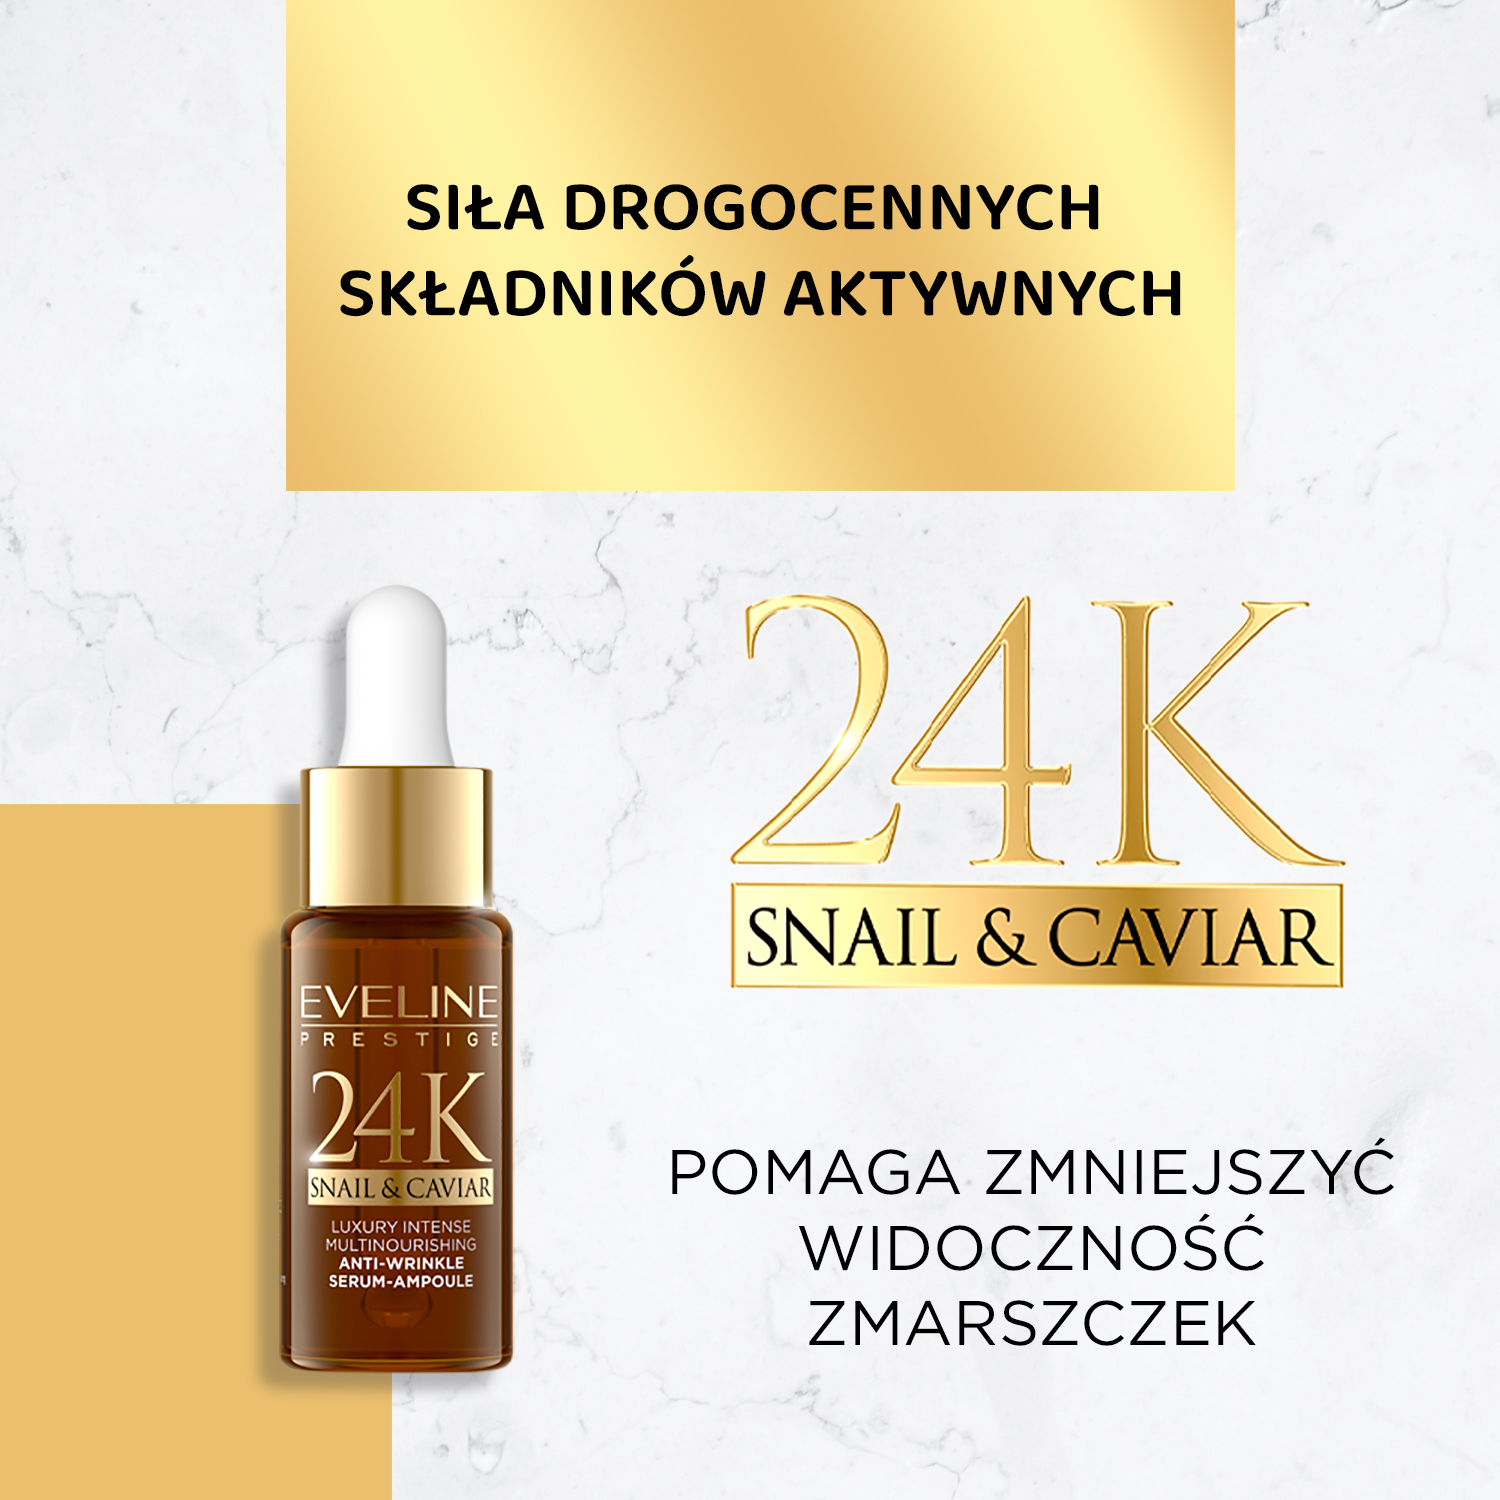 SIŁA DROGOCENNYCH
SKŁADNIKÓW AKTYWNYCH
24K
SNAIL & CAVIAR
EVELINE
PRESTIGE
24K
SNAIL & CAVIAR
LUXURY INTENSE
MULTINOURISHING
ANTI-WRINKLE
SERUM-AMPOULE
POMAGA ZMNIEJSZYĆ
WIDOCZNOŚĆ
ZMARSZCZEK